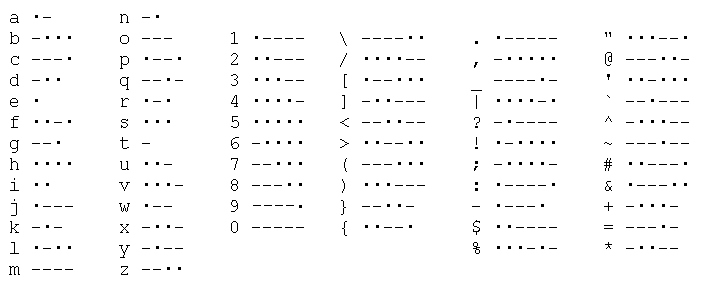 a ·-   n -·
b -···   o ---   1 ·----   \ ----··   . ·-----   " ···-·
c ---·   p ·--·   2 ··---   / ····--   , -·····   @ --··-·
d -··   q --·-   3 ···--   [ ·--···   _ ----·-   ' ··-···
e ·   r ·-·   4 ····-   ] -··---   | ····-·   ` --·---
f ··-·   s ···   5 ·····   < --·---   ? -·----   ^ -··---
g --·   t -   6 -····   > ··--··   ! ·-····   ~ ---·--
h ····   u ··-   7 --···   ( ---···   ; -····-   # ··---·
i ··   v ···-   8 ---··   ) ···---   : ·----·   & ·---··
j ·---   w ·--   9 ----·   } --··-   - ·---·   + -···-
k -·-   x -··-   0 -----   { ··--·   $ ··----   = ---·-
l ·-··   y -·--   % ···-·-   * -··--
m ----   z --··